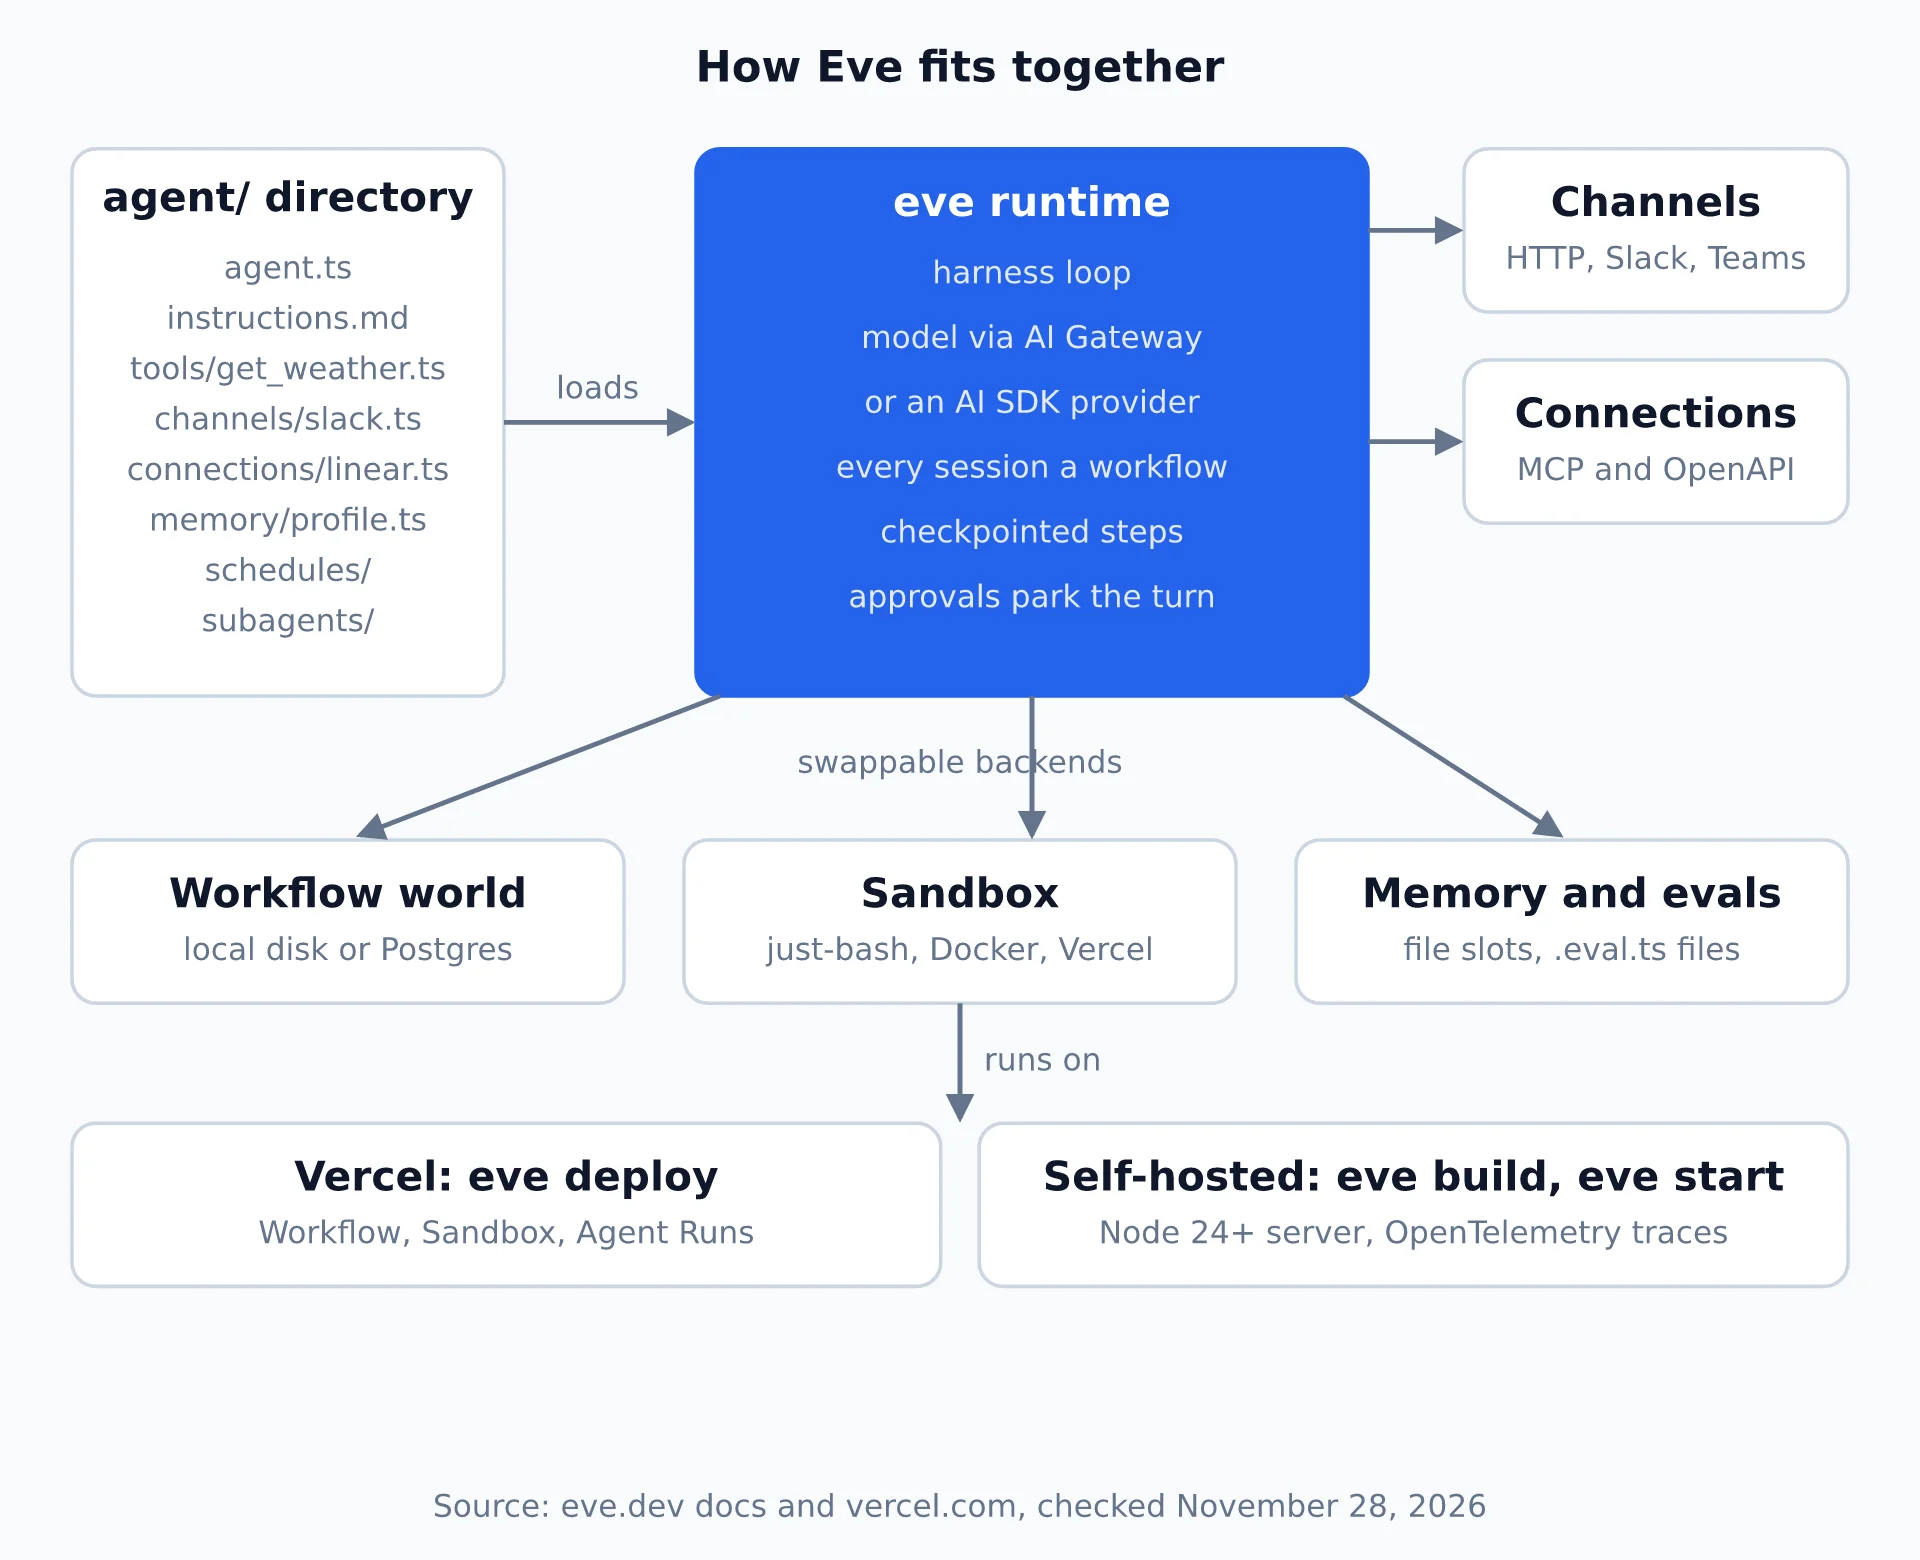 How Eve fits together
agent/ directory
agent.ts
instructions.md
tools/get_weather.ts
channels/slack.ts
connections/linear.ts
memory/profile.ts
schedules/
subagents/
loads
eve runtime
harness loop
model via AI Gateway
or an AI SDK provider
every session a workflow
checkpointed steps
approvals park the turn
Channels
HTTP, Slack, Teams
Connections
MCP and OpenAPI
swappable backends
Workflow world
local disk or Postgres
Sandbox
just-bash, Docker, Vercel
Memory and evals
file slots, .eval.ts files
runs on
Vercel: eve deploy
Workflow, Sandbox, Agent Runs
Self-hosted: eve build, eve start
Node 24+ server, OpenTelemetry traces
Source: eve.dev docs and vercel.com, checked November 28, 2026